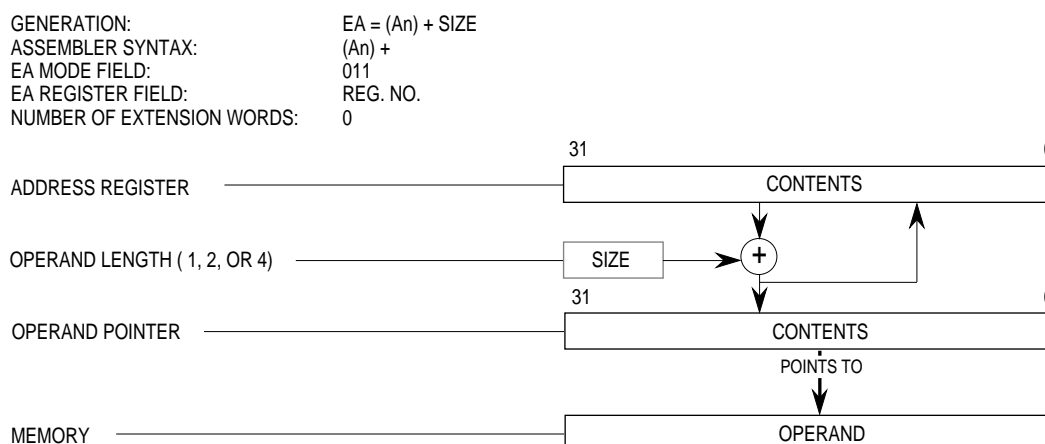 GENERATION: EA = (An) + SIZE
ASSEMBLER SYNTAX: (An) +
EA MODE FIELD: 011
EA REGISTER FIELD: REG. NO.
NUMBER OF EXTENSION WORDS: 0
31
ADDRESS REGISTER CONTENTS
OPERAND LENGTH ( 1, 2, OR 4) SIZE +
31
OPERAND POINTER CONTENTS
POINTS TO
MEMORY OPERAND